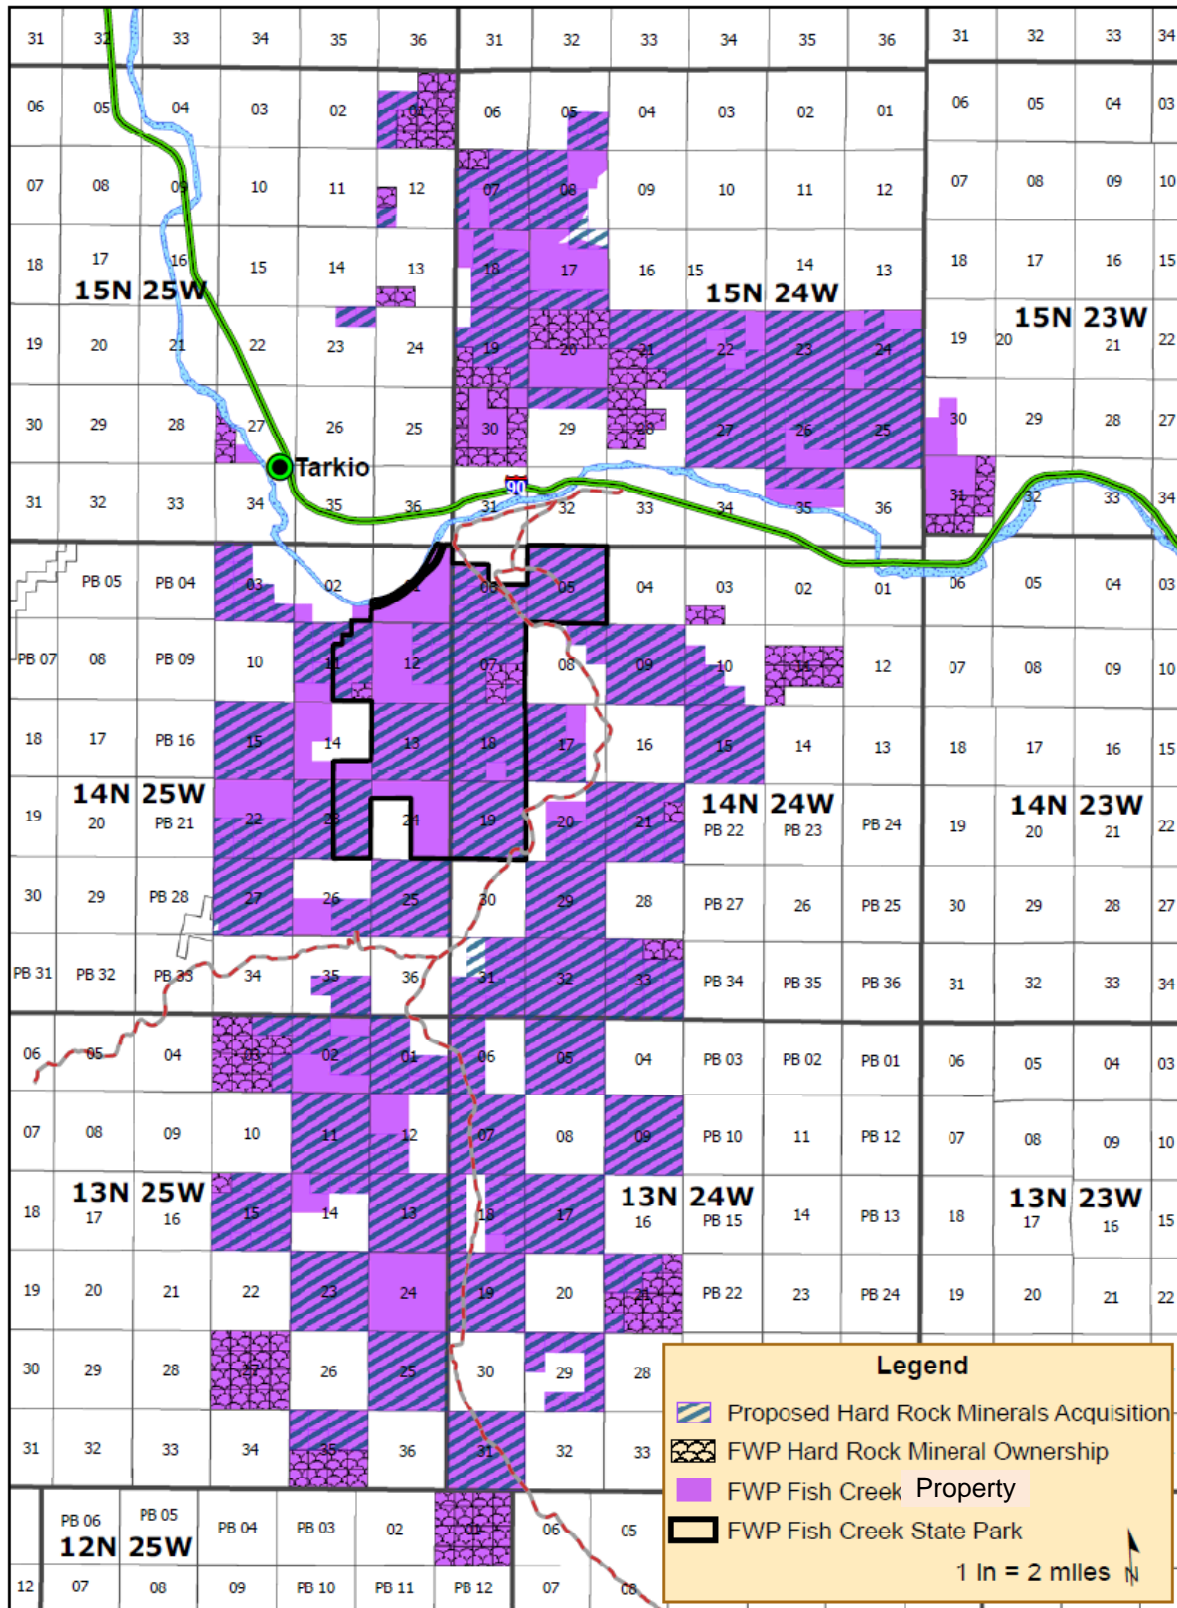 31 32 33 34 35 36 31 32 33 34 35 36 31 32 33 34
06 05 04 03 02 01 06 05 04 03 02 01 06 05 04 03
07 08 09 10 11 12 07 08 09 10 11 12 07 08 09 10
18 17 16 15 14 13 18 17 16 15 14 13 18 17 16 15
15N 25W 15N 24W 15N 23W
19 20 21 22 23 24 19 20 21 22 23 24 19 20 21 22
30 29 28 27 26 25 30 29 28 27 26 25 30 29 28 27
Tarkio
90
31 33 34 35 36 31 32 33 34 35 36 31 32 33 34
PB 05 PB 04 03 02 06 05 04 03 02 01 06 05 04 03
PB 07 08 PB 09 10 11 12 07 08 09 10 11 12 07 08 09 10
18 17 PB 16 15 14 13 18 17 16 15 14 13 18 17 16 15
14N 25W 14N 24W 14N 23W
19 20 PB 21 22 23 24 19 20 21 PB 22 PB 23 PB 24 19 20 21 22
30 29 PB 28 27 26 25 30 29 28 PB 27 26 PB 25 30 29 28 27
PB 31 PB 32 PB 33 34 35 36 31 32 33 PB 34 PB 35 PB 36 31 32 33 34
06 05 04 03 02 01 06 05 04 PB 03 PB 02 PB 01 06 05 04 03
07 08 09 10 11 12 07 08 09 PB 10 11 PB 12 07 08 09 10
13N 25W 13N 24W 13N 23W
18 17 16 15 14 13 18 17 16 PB 15 14 PB 13 18 17 16 15
19 20 21 22 23 24 19 20 21 PB 22 23 PB 24 19 20 21 22
30 29 28 27 26 25 30 29 28
31 32 33 34 35 36 31 32 33
PB 06 PB 05 PB 04 PB 03 02 01 06 05
12N 25W
12 07 08 09 PB 10 PB 11 PB 12 07 08
Legend
Proposed Hard Rock Minerals Acquisition
FWP Hard Rock Mineral Ownership
FWP Fish Creek Property
FWP Fish Creek State Park
1 in = 2 miles N